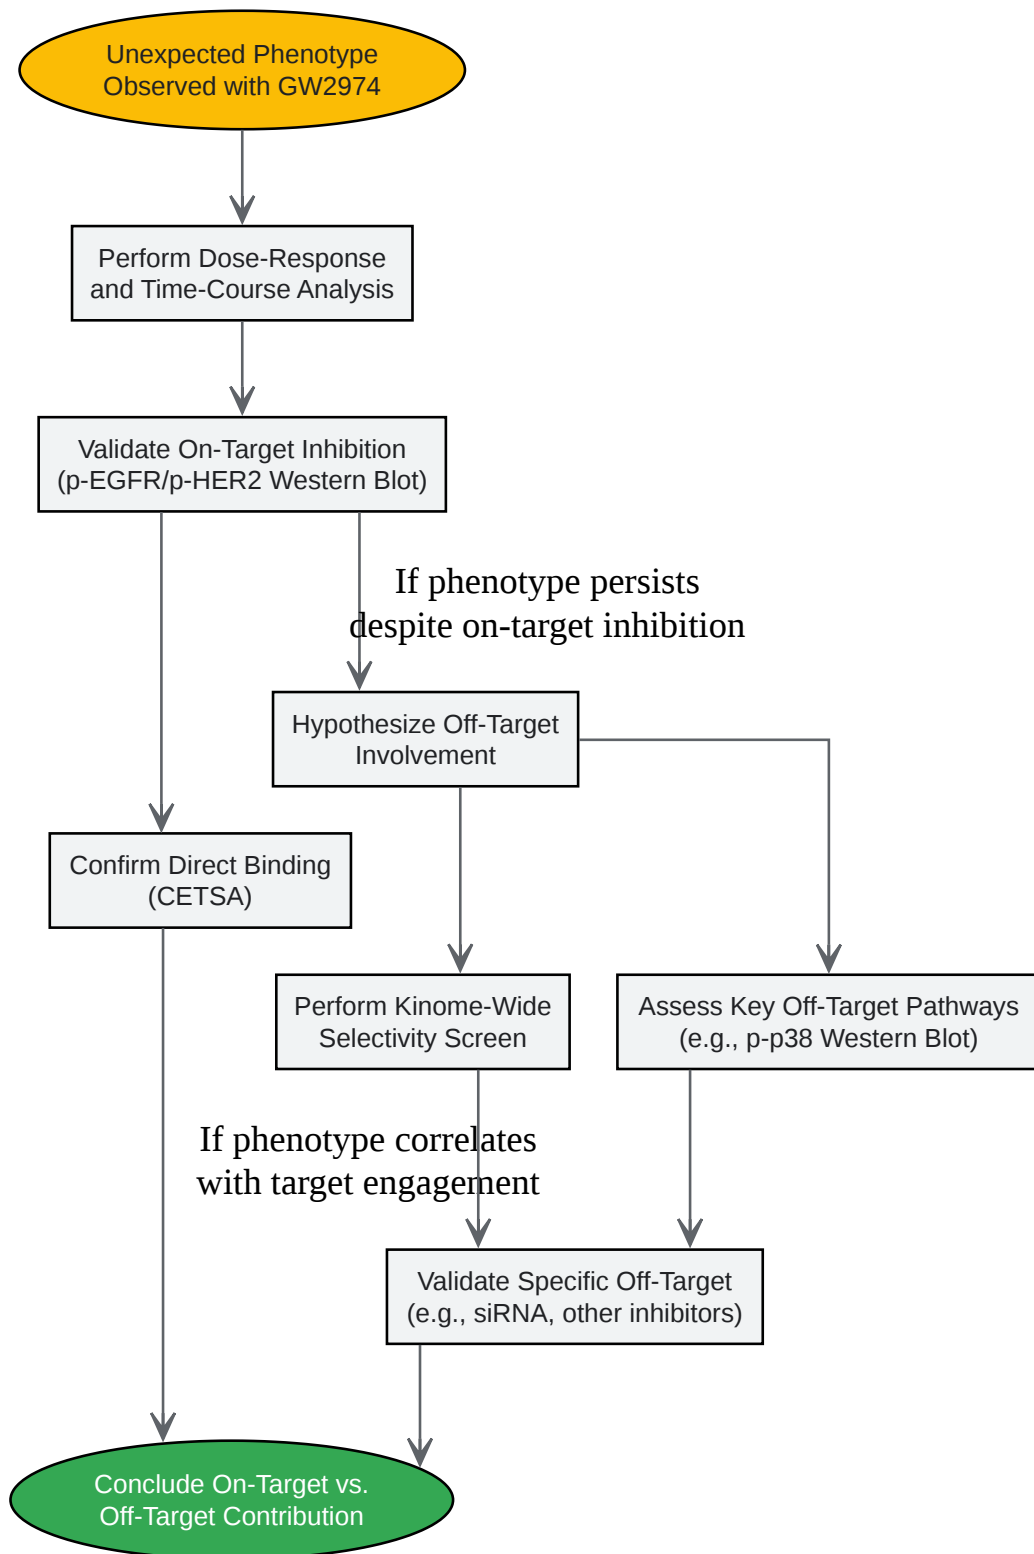 Unexpected Phenotype
Observed with GW2974
Perform Dose-Response
and Time-Course Analysis
Validate On-Target Inhibition
(p-EGFR/p-HER2 Western Blot)
If phenotype persists
despite on-target inhibition
Hypothesize Off-Target
Involvement
Confirm Direct Binding
(CETSA)
Perform Kinome-Wide
Selectivity Screen
Assess Key Off-Target Pathways
(e.g., p-p38 Western Blot)
If phenotype correlates
with target engagement
Validate Specific Off-Target
(e.g., siRNA, other inhibitors)
Conclude On-Target vs.
Off-Target Contribution